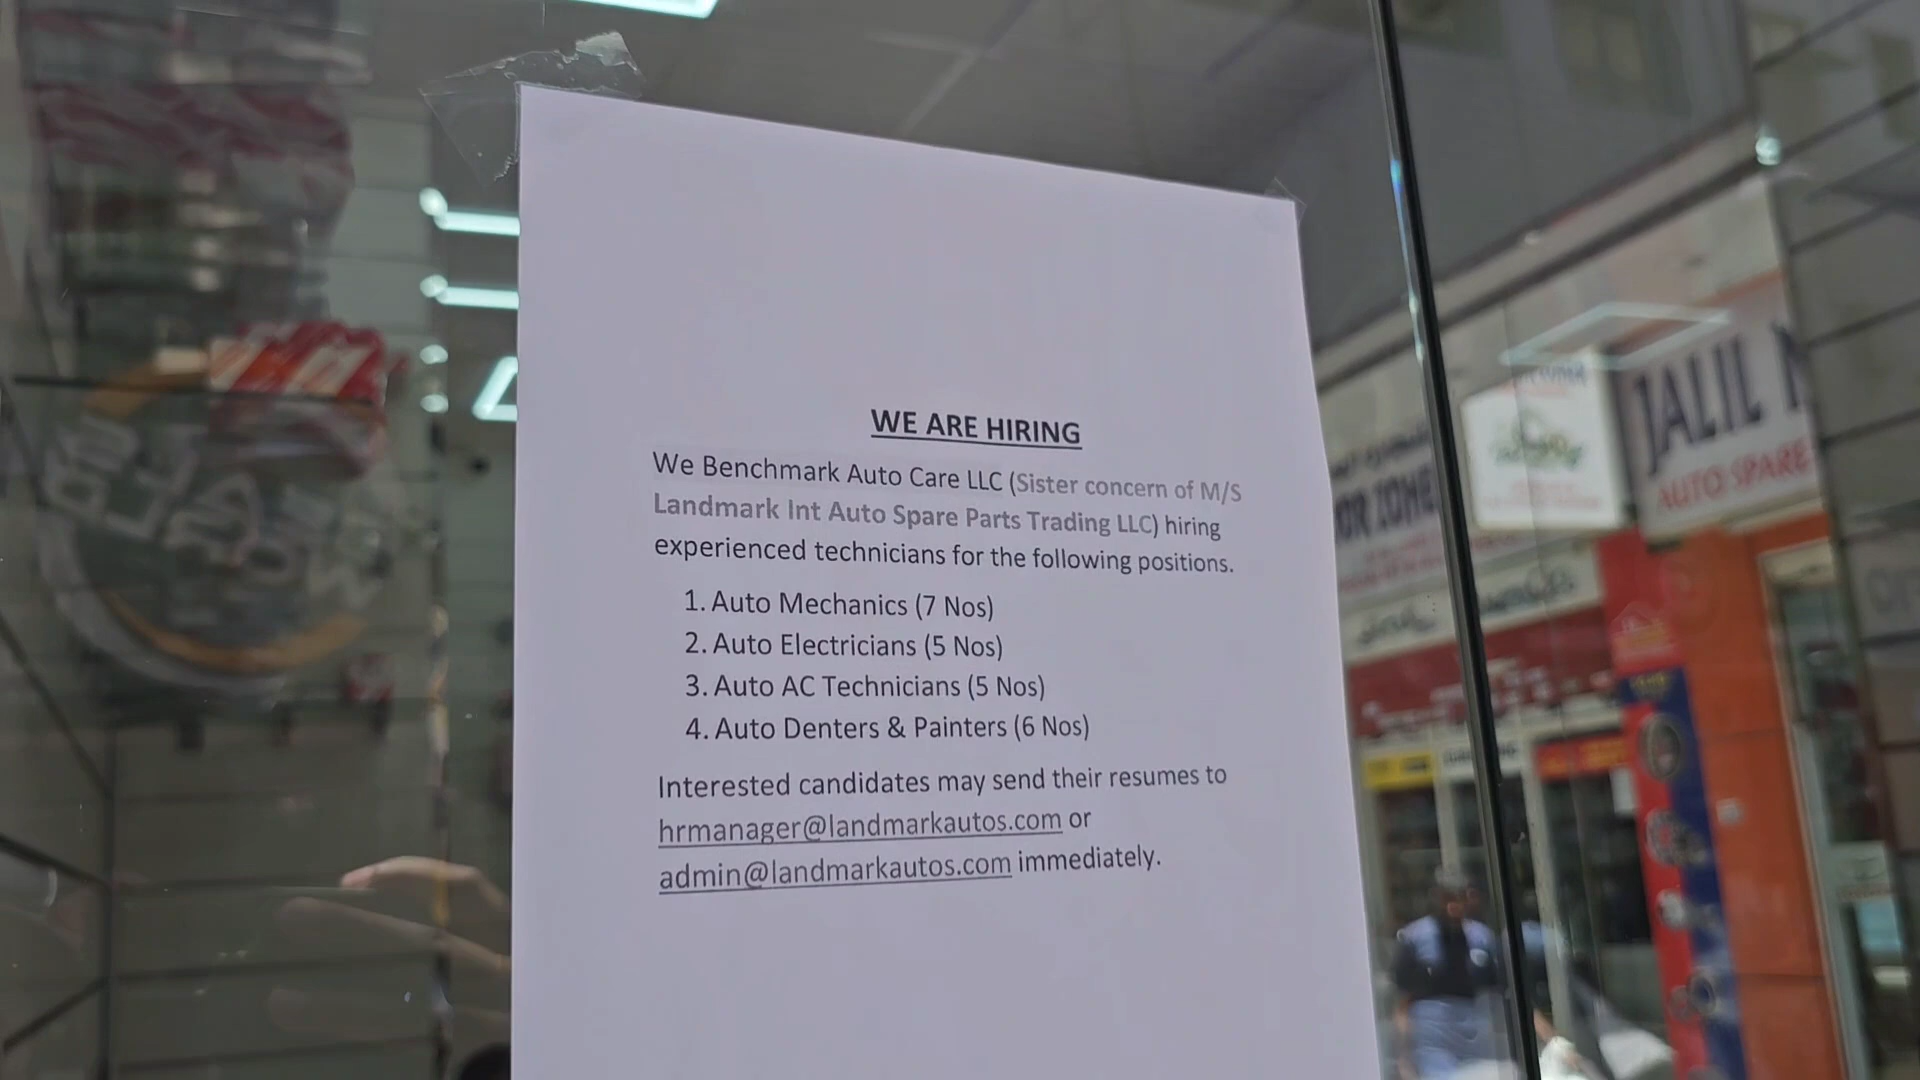 WE ARE HIRING
We Benchmark Auto Care LLC (Sister concern of M/S
Landmark Int Auto Spare Parts Trading LLC) hiring
experienced technicians for the following positions.
1. Auto Mechanics (7 Nos)
2. Auto Electricians (5 Nos)
3. Auto AC Technicians (5 Nos)
4. Auto Denters & Painters (6 Nos)
Interested candidates may send their resumes to
hrmanager@landmarkautos.com or
admin@landmarkautos.com immediately.
JALIL
AUTO SPARE
ZONE